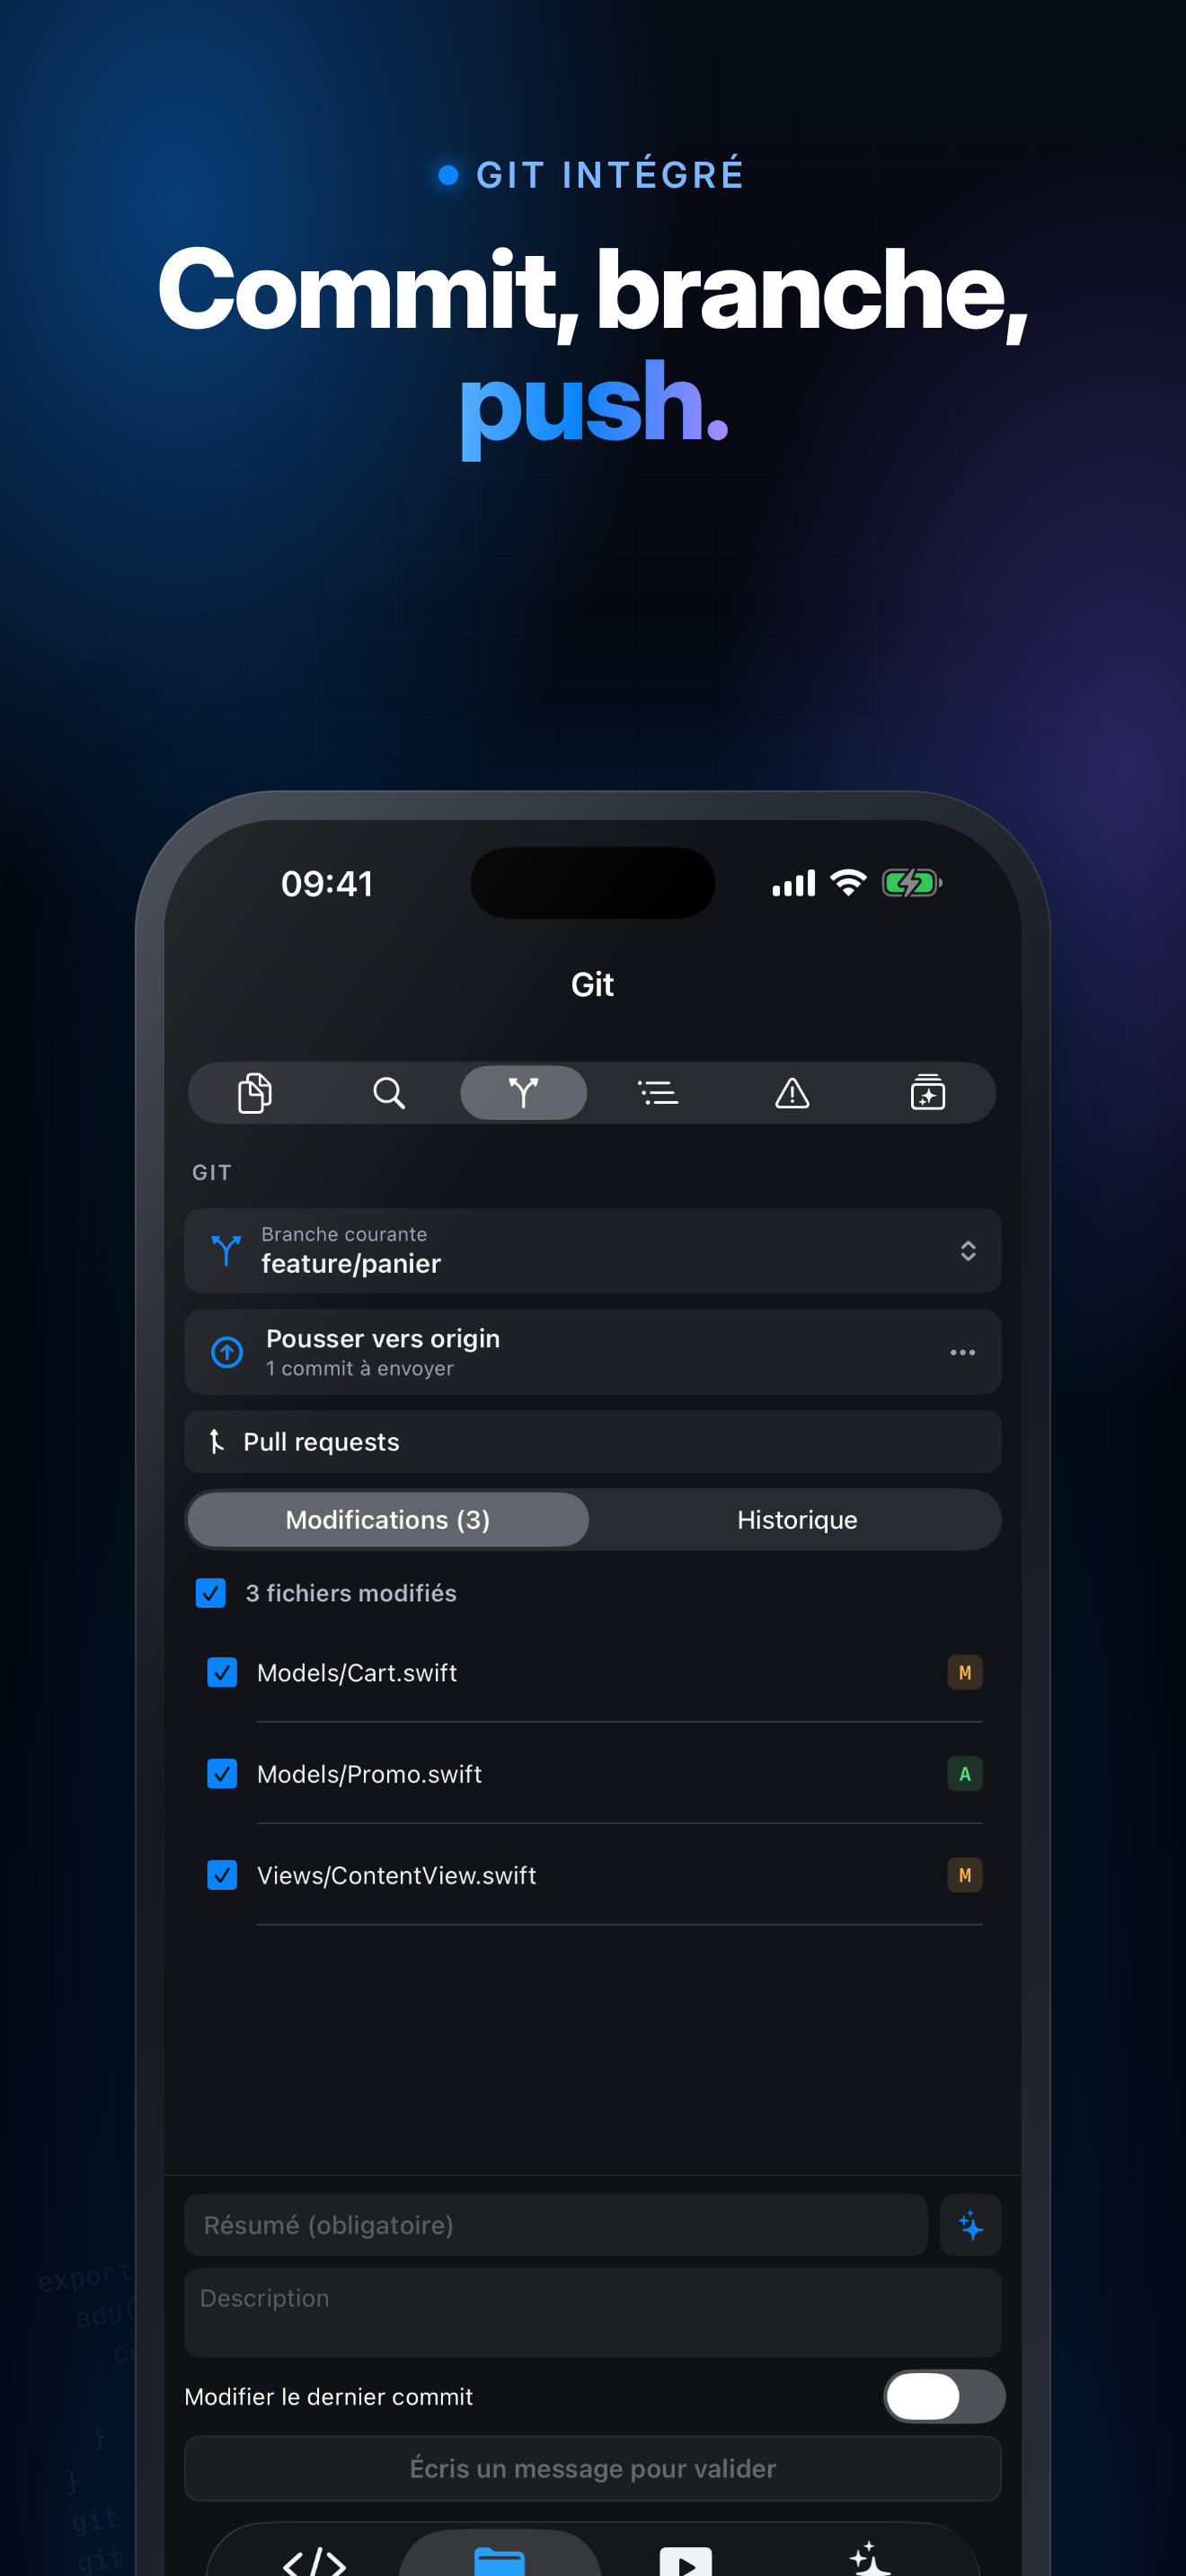 GIT INTÉGRÉ
Commit, branche,
push.
09:41
Git
GIT
Branche courante
feature/panier
Pousser vers origin
1 commit à envoyer
Pull requests
Modifications (3)
Historique
3 fichiers modifiés
Models/Cart.swift
M
Models/Promo.swift
A
Views/ContentView.swift
M
Résumé (obligatoire)
export
Description
add(
Modifier le dernier commit
}
Écris un message pour valider
}
git
git